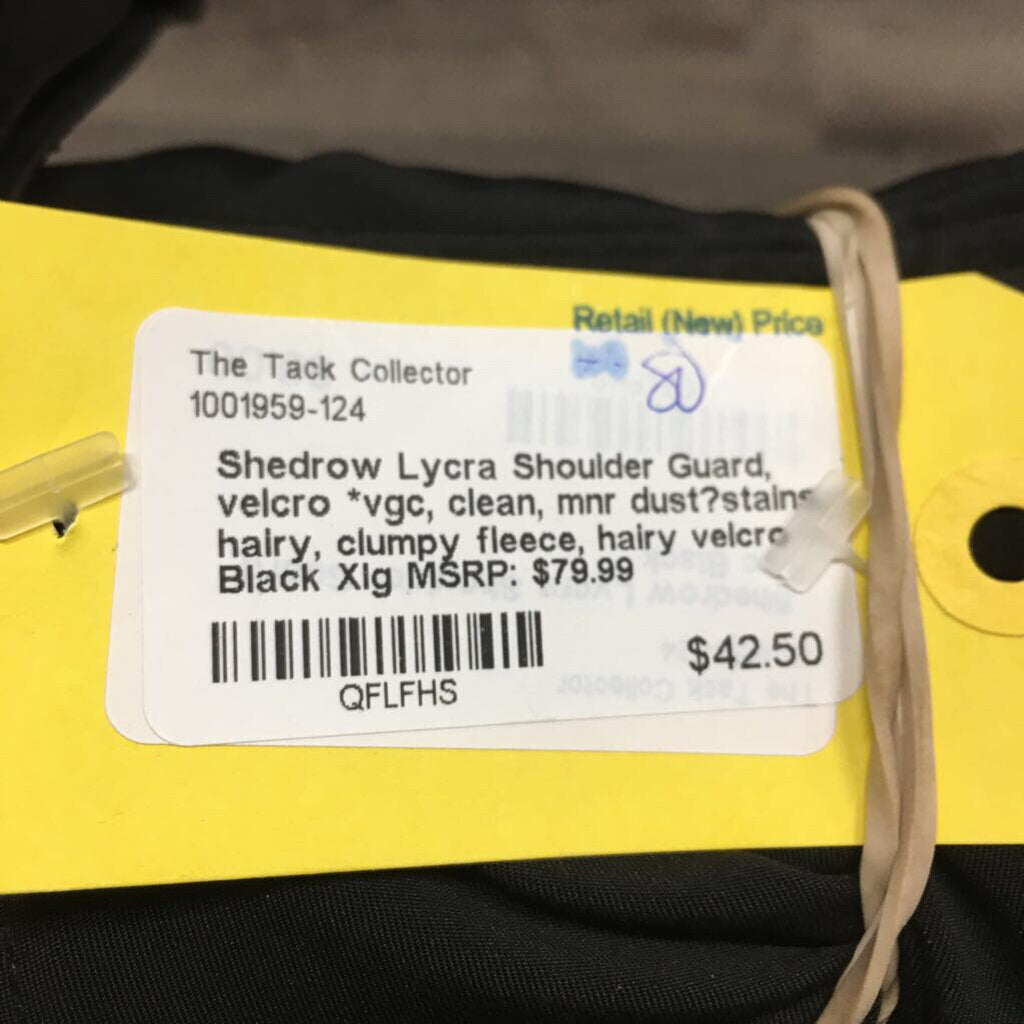 Retail (New) Price
80
The Tack Collector
1001959-124
Shedrow Lycra Shoulder Guard,
velcro *vgc, clean, mnr dust?stains
hairy, clumpy fleece, hairy velcro
Black Xlg MSRP: $79.99
$42.50
QFLFHS